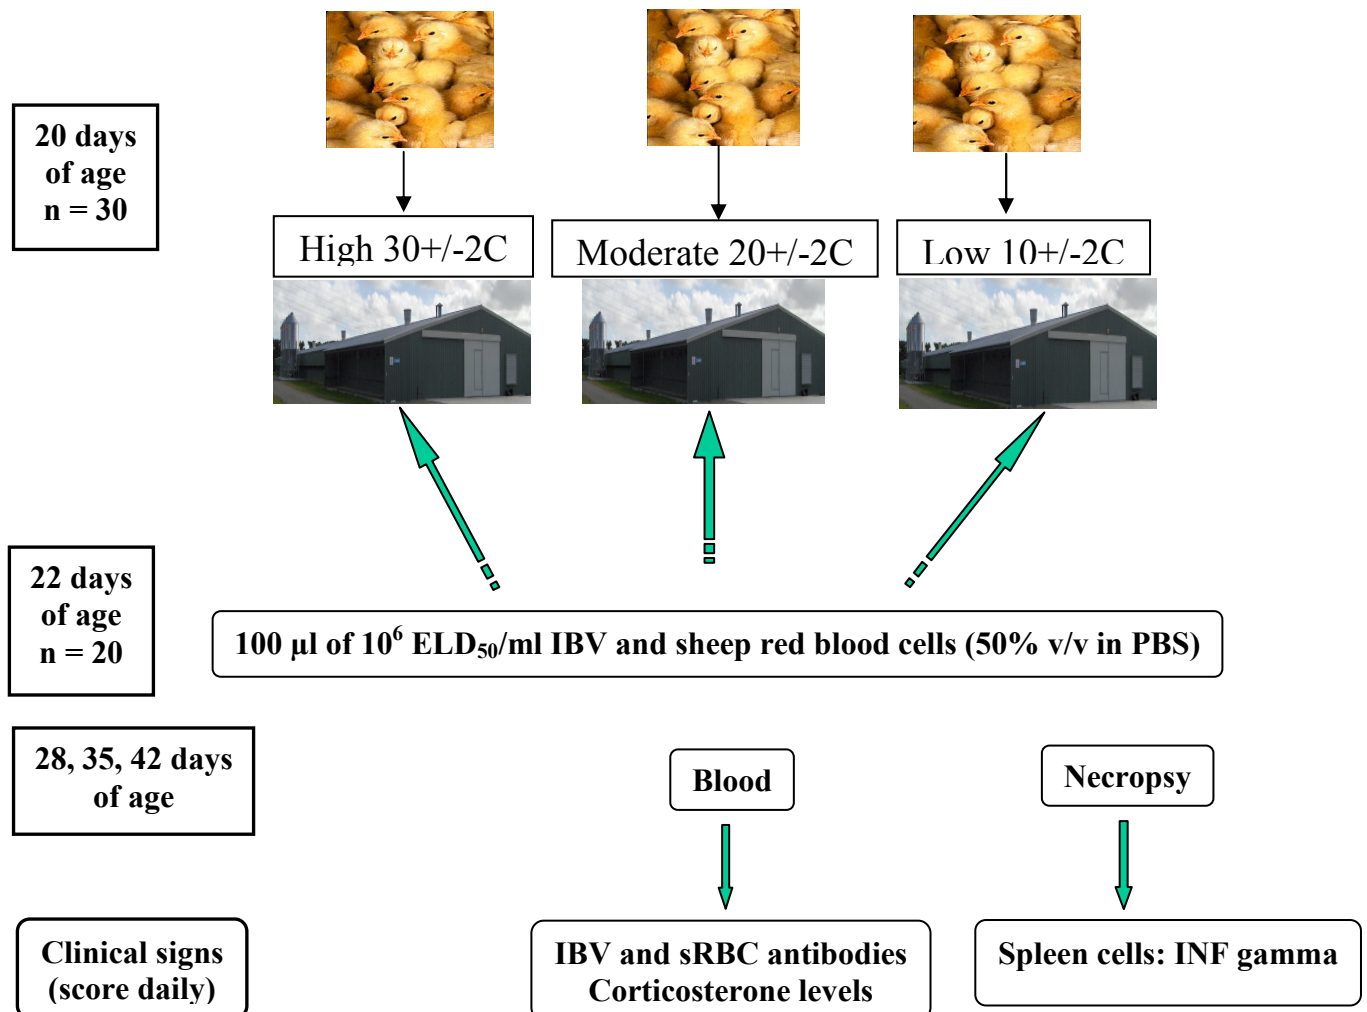 20 days
of age
n = 30
High 30+/-2C
Moderate 20+/-2C
Low 10+/-2C
22 days
of age
n = 20
100 µl of 10⁶ ELD₅₀/ml IBV and sheep red blood cells (50% v/v in PBS)
28, 35, 42 days
of age
Blood
Necropsy
Clinical signs
(score daily)
IBV and sRBC antibodies
Corticosterone levels
Spleen cells: INF gamma